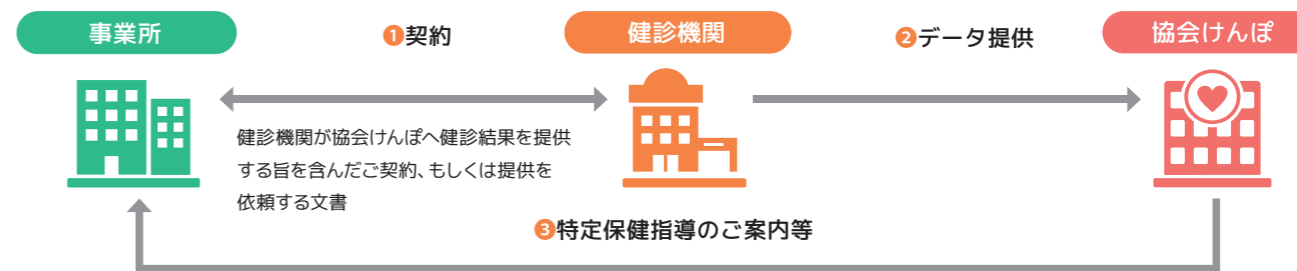 事業所
❶契約
健診機関
❷データ提供
協会けんぽ
健診機関が協会けんぽへ健診結果を提供
する旨を含んだご契約、もしくは提供を
依頼する文書
❸特定保健指導のご案内等